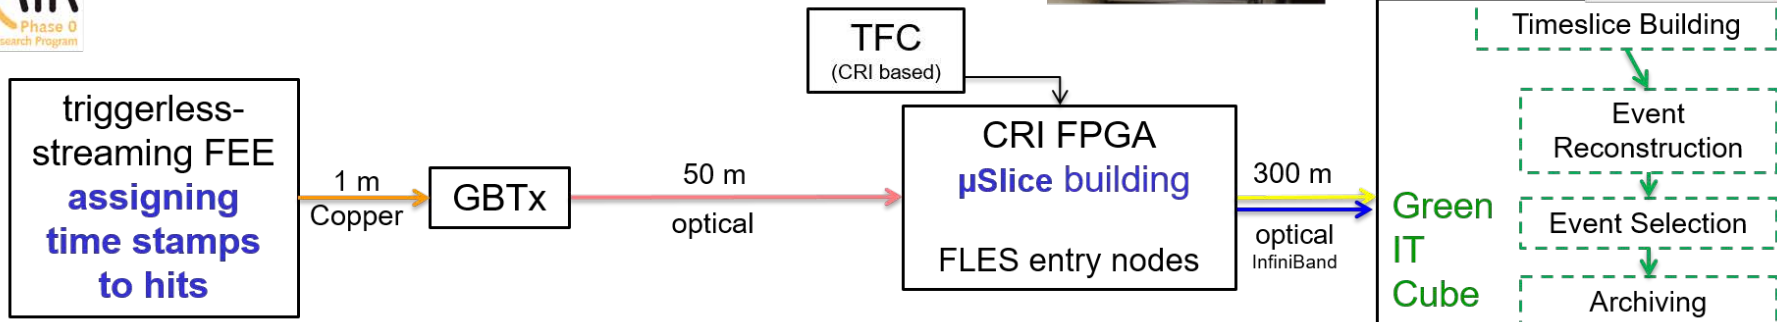 Phase 0
search Program
triggerless-
streaming FEE
assigning
time stamps
to hits
1 m
Copper
GBTx
50 m
optical
TFC
(CRI based)
CRI FPGA
µSlice building
FLES entry nodes
300 m
optical
InfiniBand
Green
IT
Cube
Timeslice Building
Event
Reconstruction
Event Selection
Archiving